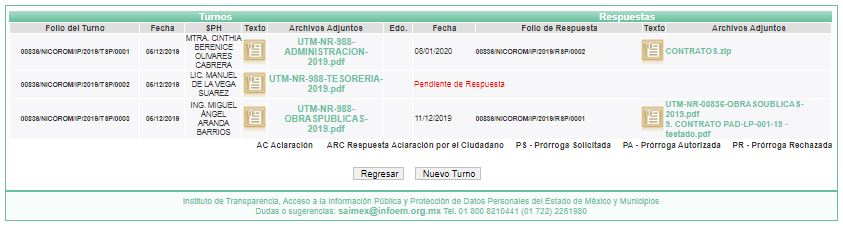 Turnos Respuestas
Folio del Turno Fecha SPH Texto Archivos Adjuntos Edo. Fecha Folio de Respuesta Texto Archivos Adjuntos
00836/NICOROM/IP/2019/TSP/0001 06/12/2019 MTRA. CINTHIA BERENICE OLIVARES CABRERA UTM-NR-988-ADMINISTRACION-2019.pdf 08/01/2020 00836/NICOROM/IP/2019/RSP/0002 CONTRATOS.zip
00836/NICOROM/IP/2019/TSP/0002 06/12/2019 LIC. MANUEL DE LA VEGA SUAREZ UTM-NR-988-TESORERIA-2019.pdf Pendiente de Respuesta
00836/NICOROM/IP/2019/TSP/0003 06/12/2019 ING. MIGUEL ÁNGEL ARANDA BARRIOS UTM-NR-988-OBRASPUBLICAS-2019.pdf 11/12/2019 00836/NICOROM/IP/2019/RSP/0001 UTM-NR-00836-OBRASOUBLICAS-2019.pdf
9. CONTRATO PAD-LP-001-19 - testado.pdf
AC Aclaración ARC Respuesta Aclaración por el Ciudadano PS - Prórroga Solicitada PA - Prórroga Autorizada PR - Prórroga Rechazada
Regresar Nuevo Turno
Instituto de Transparencia, Acceso a la Información Pública y Protección de Datos Personales del Estado de México y Municipios
Dudas o sugerencias: saimex@infoem.org.mx Tel. 01 800 8210441 (01 722) 2261980